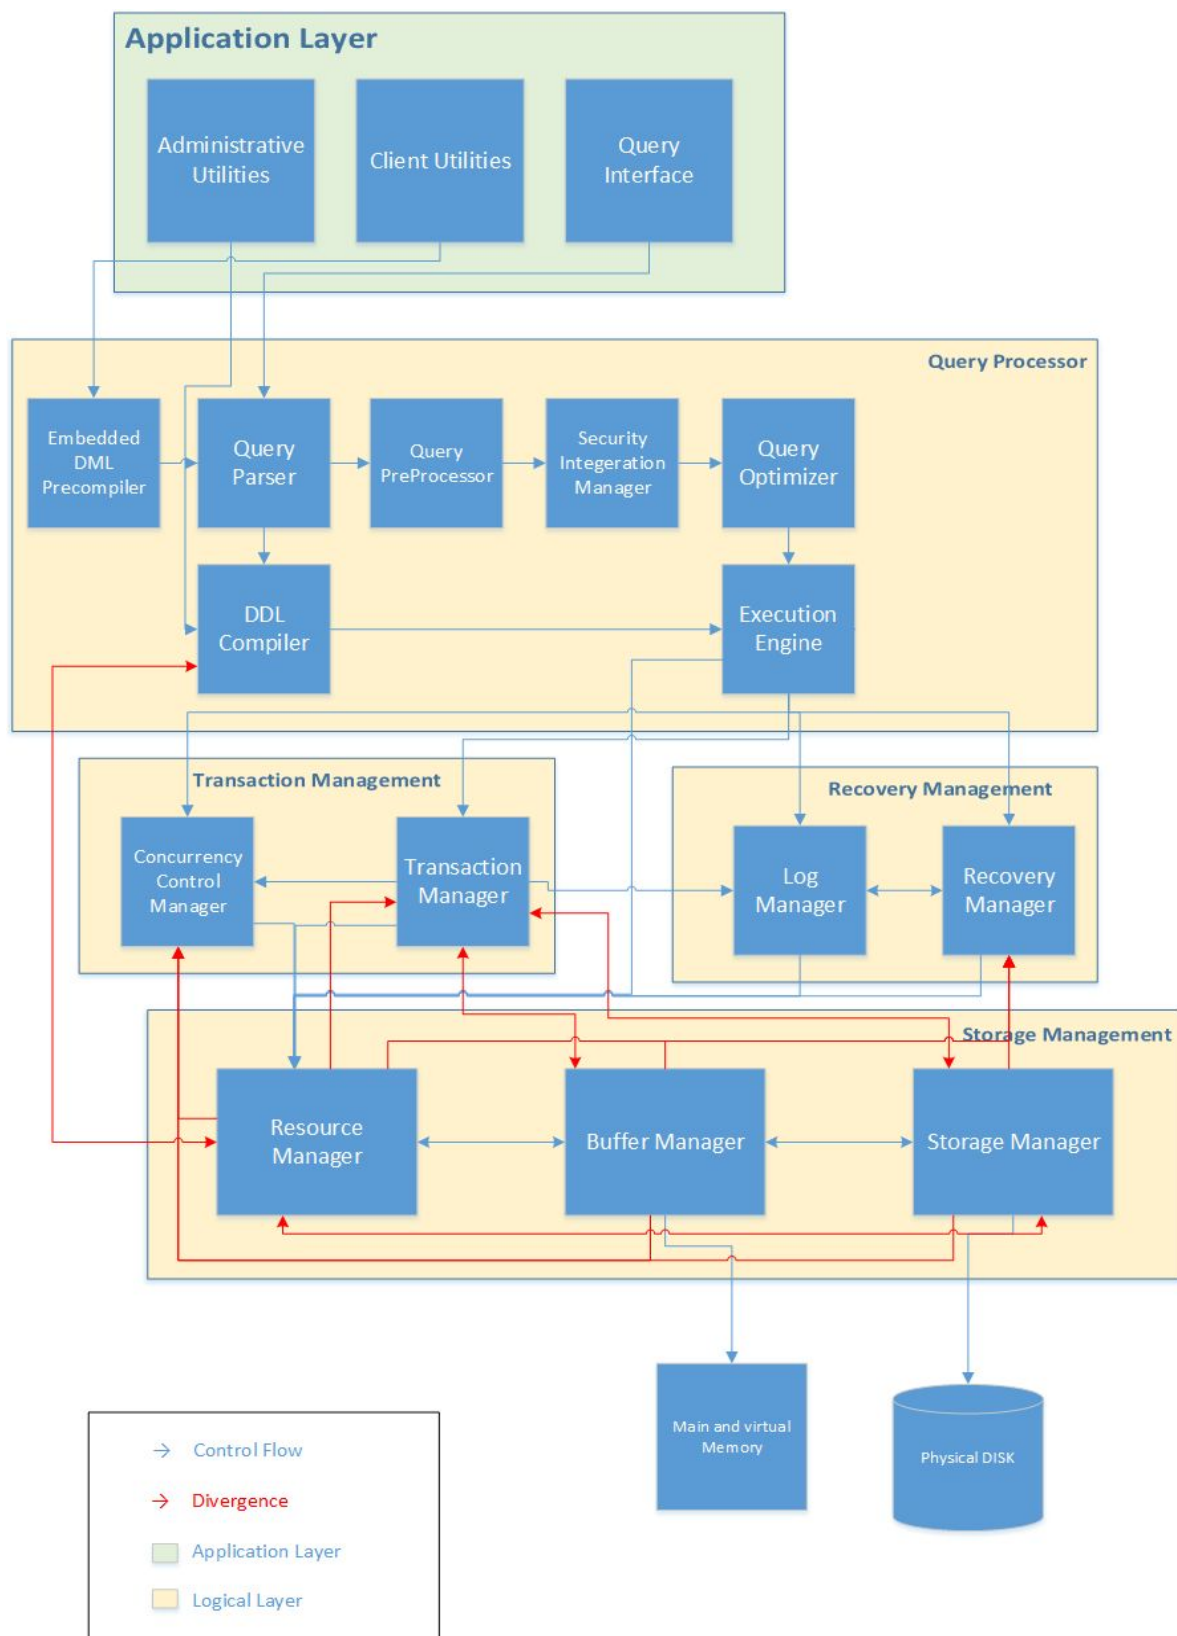 Application Layer
Administrative
Utilities
Client Utilities
Query
Interface
Query Processor
Embedded
DML
Precompiler
Query
Parser
Query
PreProcessor
Security
Integeration
Manager
Query
Optimizer
DDL
Compiler
Execution
Engine
Transaction Management
Recovery Management
Concurrency
Control
Manager
Transaction
Manager
Log
Manager
Recovery
Manager
Storage Management
Resource
Manager
Buffer Manager
Storage Manager
Main and virtual
Memory
Physical DISK
Control Flow
Divergence
Application Layer
Logical Layer